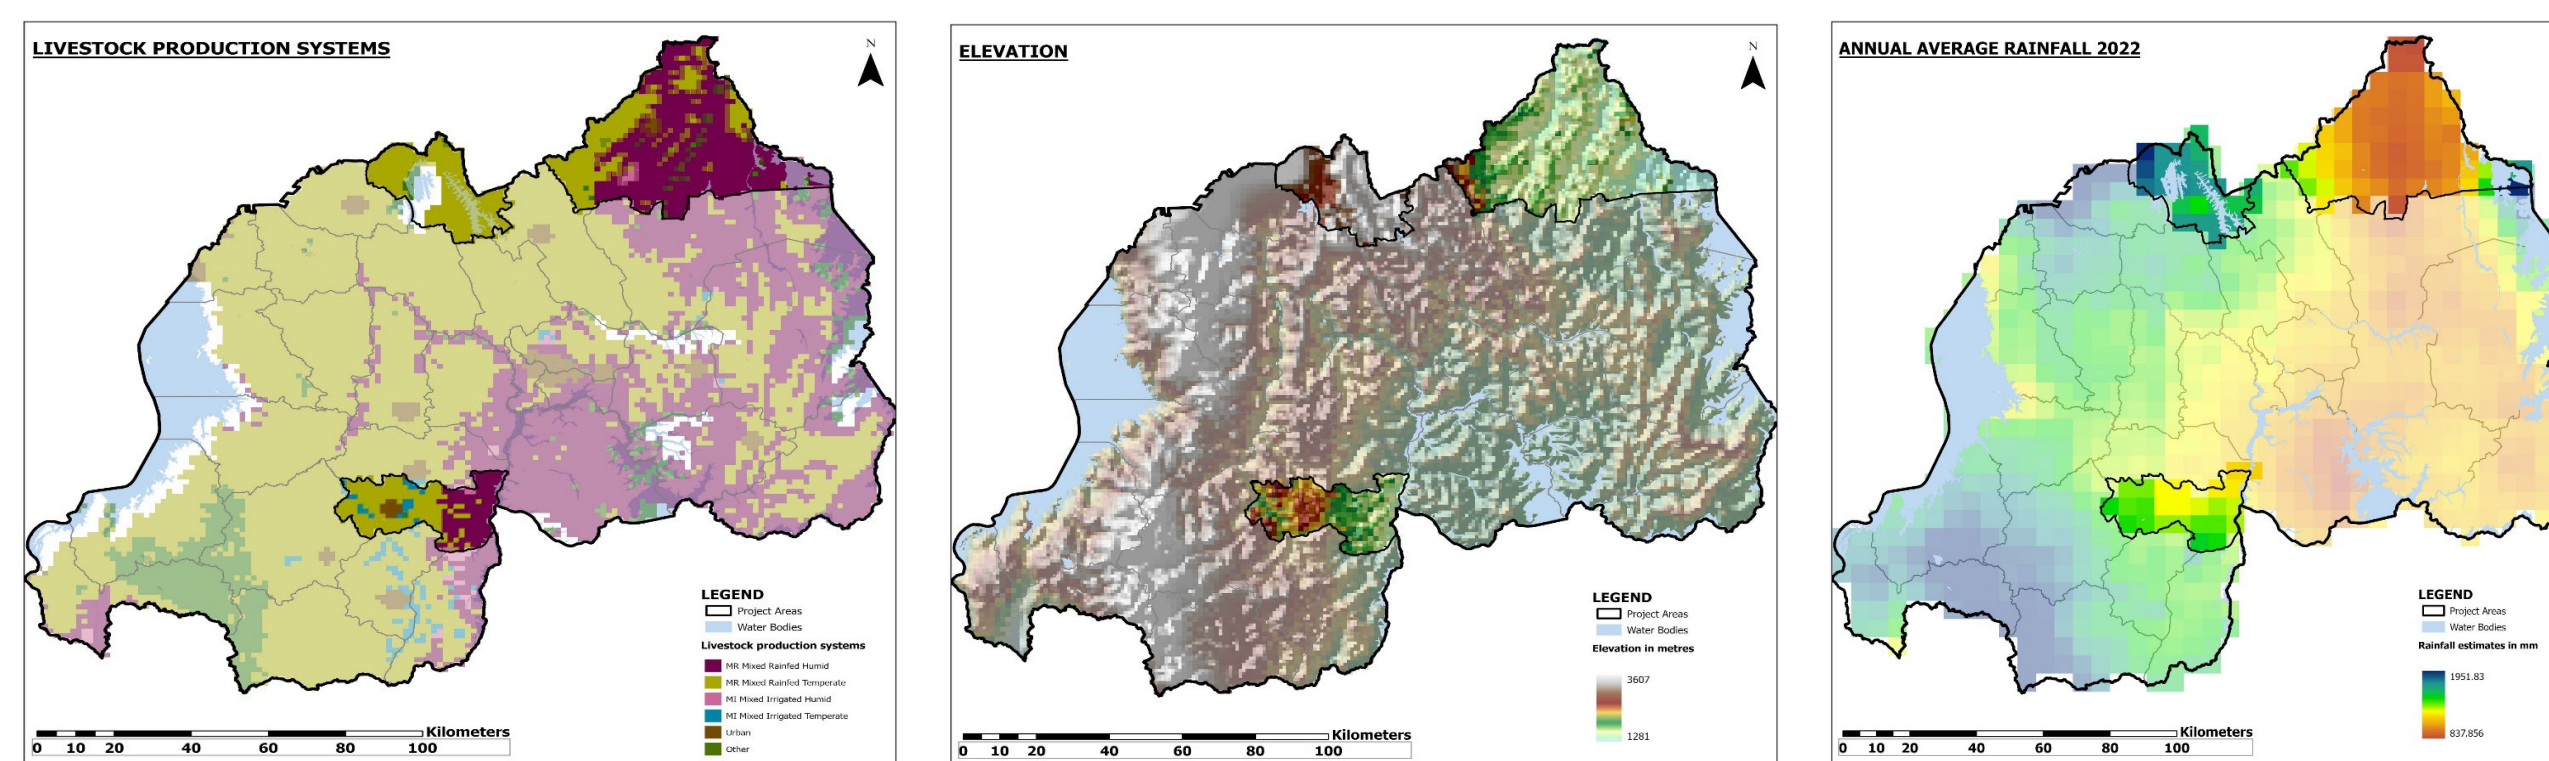 LIVESTOCK PRODUCTION SYSTEMS
N
LEGEND
Project Areas
Water Bodies
Livestock production systems
MR Mixed Rainfed Humid
MR Mixed Rainfed Temperate
MI Mixed Irrigated Humid
MI Mixed Irrigated Temperate
Urban
Other
Kilometers
0 10 20 40 60 80 100
ELEVATION
N
LEGEND
Project Areas
Water Bodies
Elevation in metres
3607
1281
Kilometers
0 10 20 40 60 80 100
ANNUAL AVERAGE RAINFALL 2022
LEGEND
Project Areas
Water Bodies
Rainfall estimates in mm
1951.83
837.856
Kilometers
0 10 20 40 60 80 100